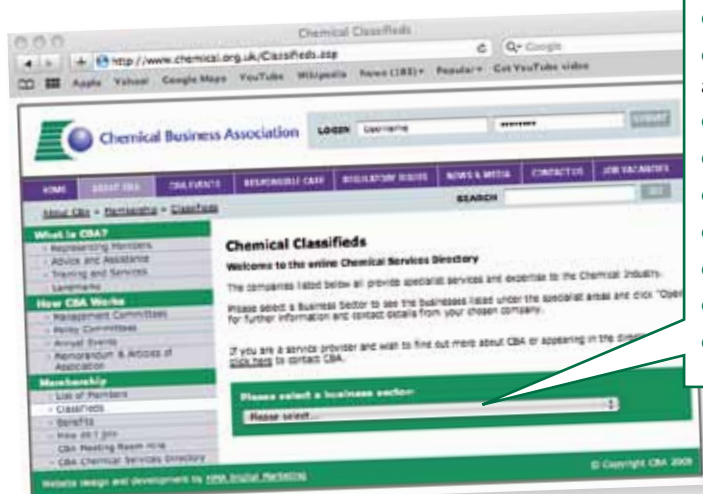 Chemical Classifieds
http://www.chemical.org.uk/Classifieds.asp
Google
Apple Yahoo! Google Maps YouTube Wikipedia News (183) Popular Get YouTube video
Chemical Business Association
LOGIN Username
HOME ABOUT CBA CBA EVENTS RESPONSIBLE CARE REGULATORY ISSUES NEWS & MEDIA CONTACT US JOB VACANCIES
About CBA Membership Classifieds
SEARCH
What is CBA?
Representing Members
Advice and Assistance
Training and Services
Landmarks
How CBA Works
Management Committees
Policy Committees
Annual Events
Memorandum & Articles of
Association
Membership
List of Members
Classifieds
Benefits
How do I join
CBA Meeting Room Hire
CBA Chemical Services Directory
Chemical Classifieds
Welcome to the online Chemical Services Directory
The companies listed below all provide specialist services and expertise to the Chemical Industry.
Please select a Business Sector to see the businesses listed under the specialist areas and click "Open
for further information and contact details from your chosen company.
If you are a service provider and wish to find out more about CBA or appearing in the
click here to contact CBA.
Please select a business sector:
Please select...
Website design and development by Digital Marketing
© Copyright CBA 2009